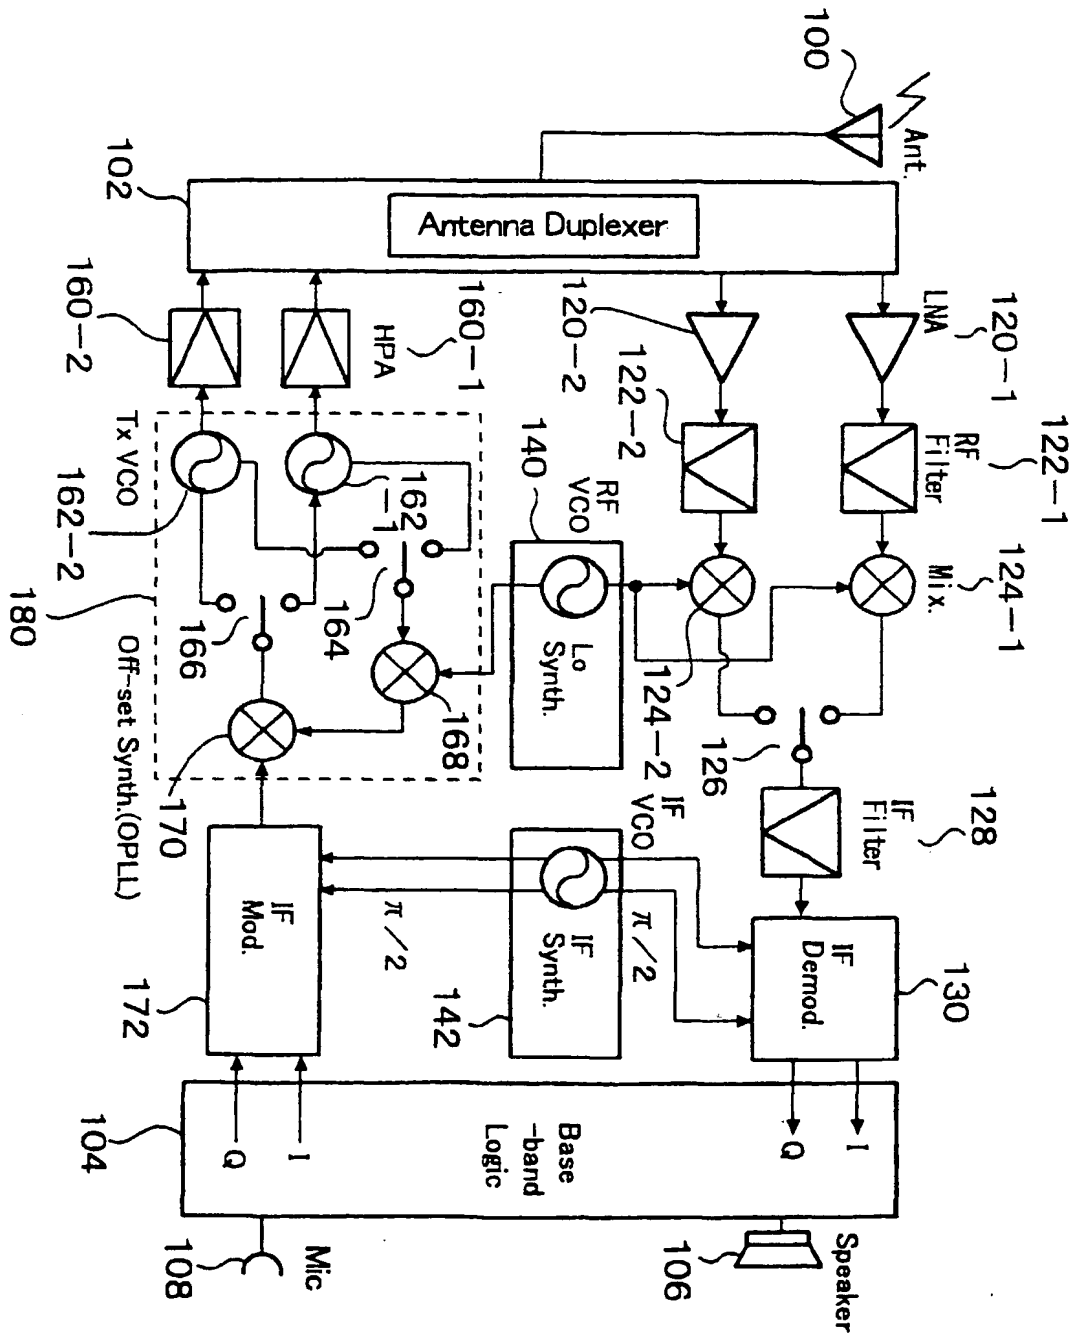 100
Ant.
102
Antenna Duplexer
LNA
120-1
120-2
HPA
160-1
160-2
RF
Filter
122-1
122-2
Mix.
124-1
124-2
126
IF
Filter
128
IF
Demod.
130
RF
VCO
140
Lo
Synth.
IF
VCO
IF
Synth.
142
π/2
π/2
Tx VCO
162
-1
162-2
164
166
168
170
180
Off-set Synth.(OPLL)
IF
Mod.
172
I
Q
I
Q
Base
-band
Logic
104
Speaker
106
Mic
108